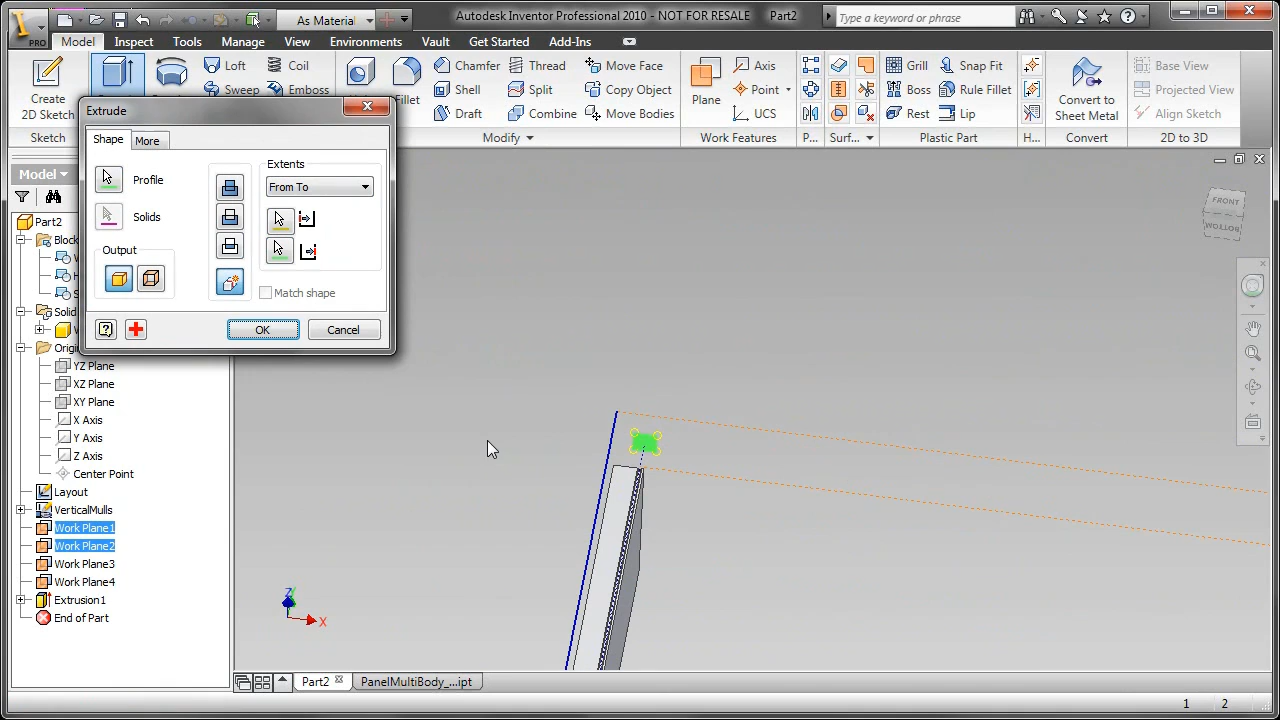 As Material
Autodesk Inventor Professional 2010 - NOT FOR RESALE Part2
Type a keyword or phrase
PRO
Model Inspect Tools Manage View Environments Vault Get Started Add-Ins
Loft Coil Chamfer Thread Move Face Axis Grill Snap Fit Base View
Create 2D Sketch Sweep Emboss Fillet Shell Split Copy Object Plane Point Boss Rule Fillet Convert to Sheet Metal Projected View
Draft Combine Move Bodies UCS Rest Lip Align Sketch
Sketch Modify Work Features P... Surf... Plastic Part H... Convert 2D to 3D
Extrude
Shape More
Extents
Profile From To
Solids
Output
Match shape
OK Cancel
Model
Part2
Block
Solid
Origi
YZ Plane
XZ Plane
XY Plane
X Axis
Y Axis
Z Axis
Center Point
Layout
VerticalMulls
Work Plane1
Work Plane2
Work Plane3
Work Plane4
Extrusion1
End of Part
FRONT
BOTTOM
Z
Y
X
Part2 PanelMultiBody_...ipt
1 2